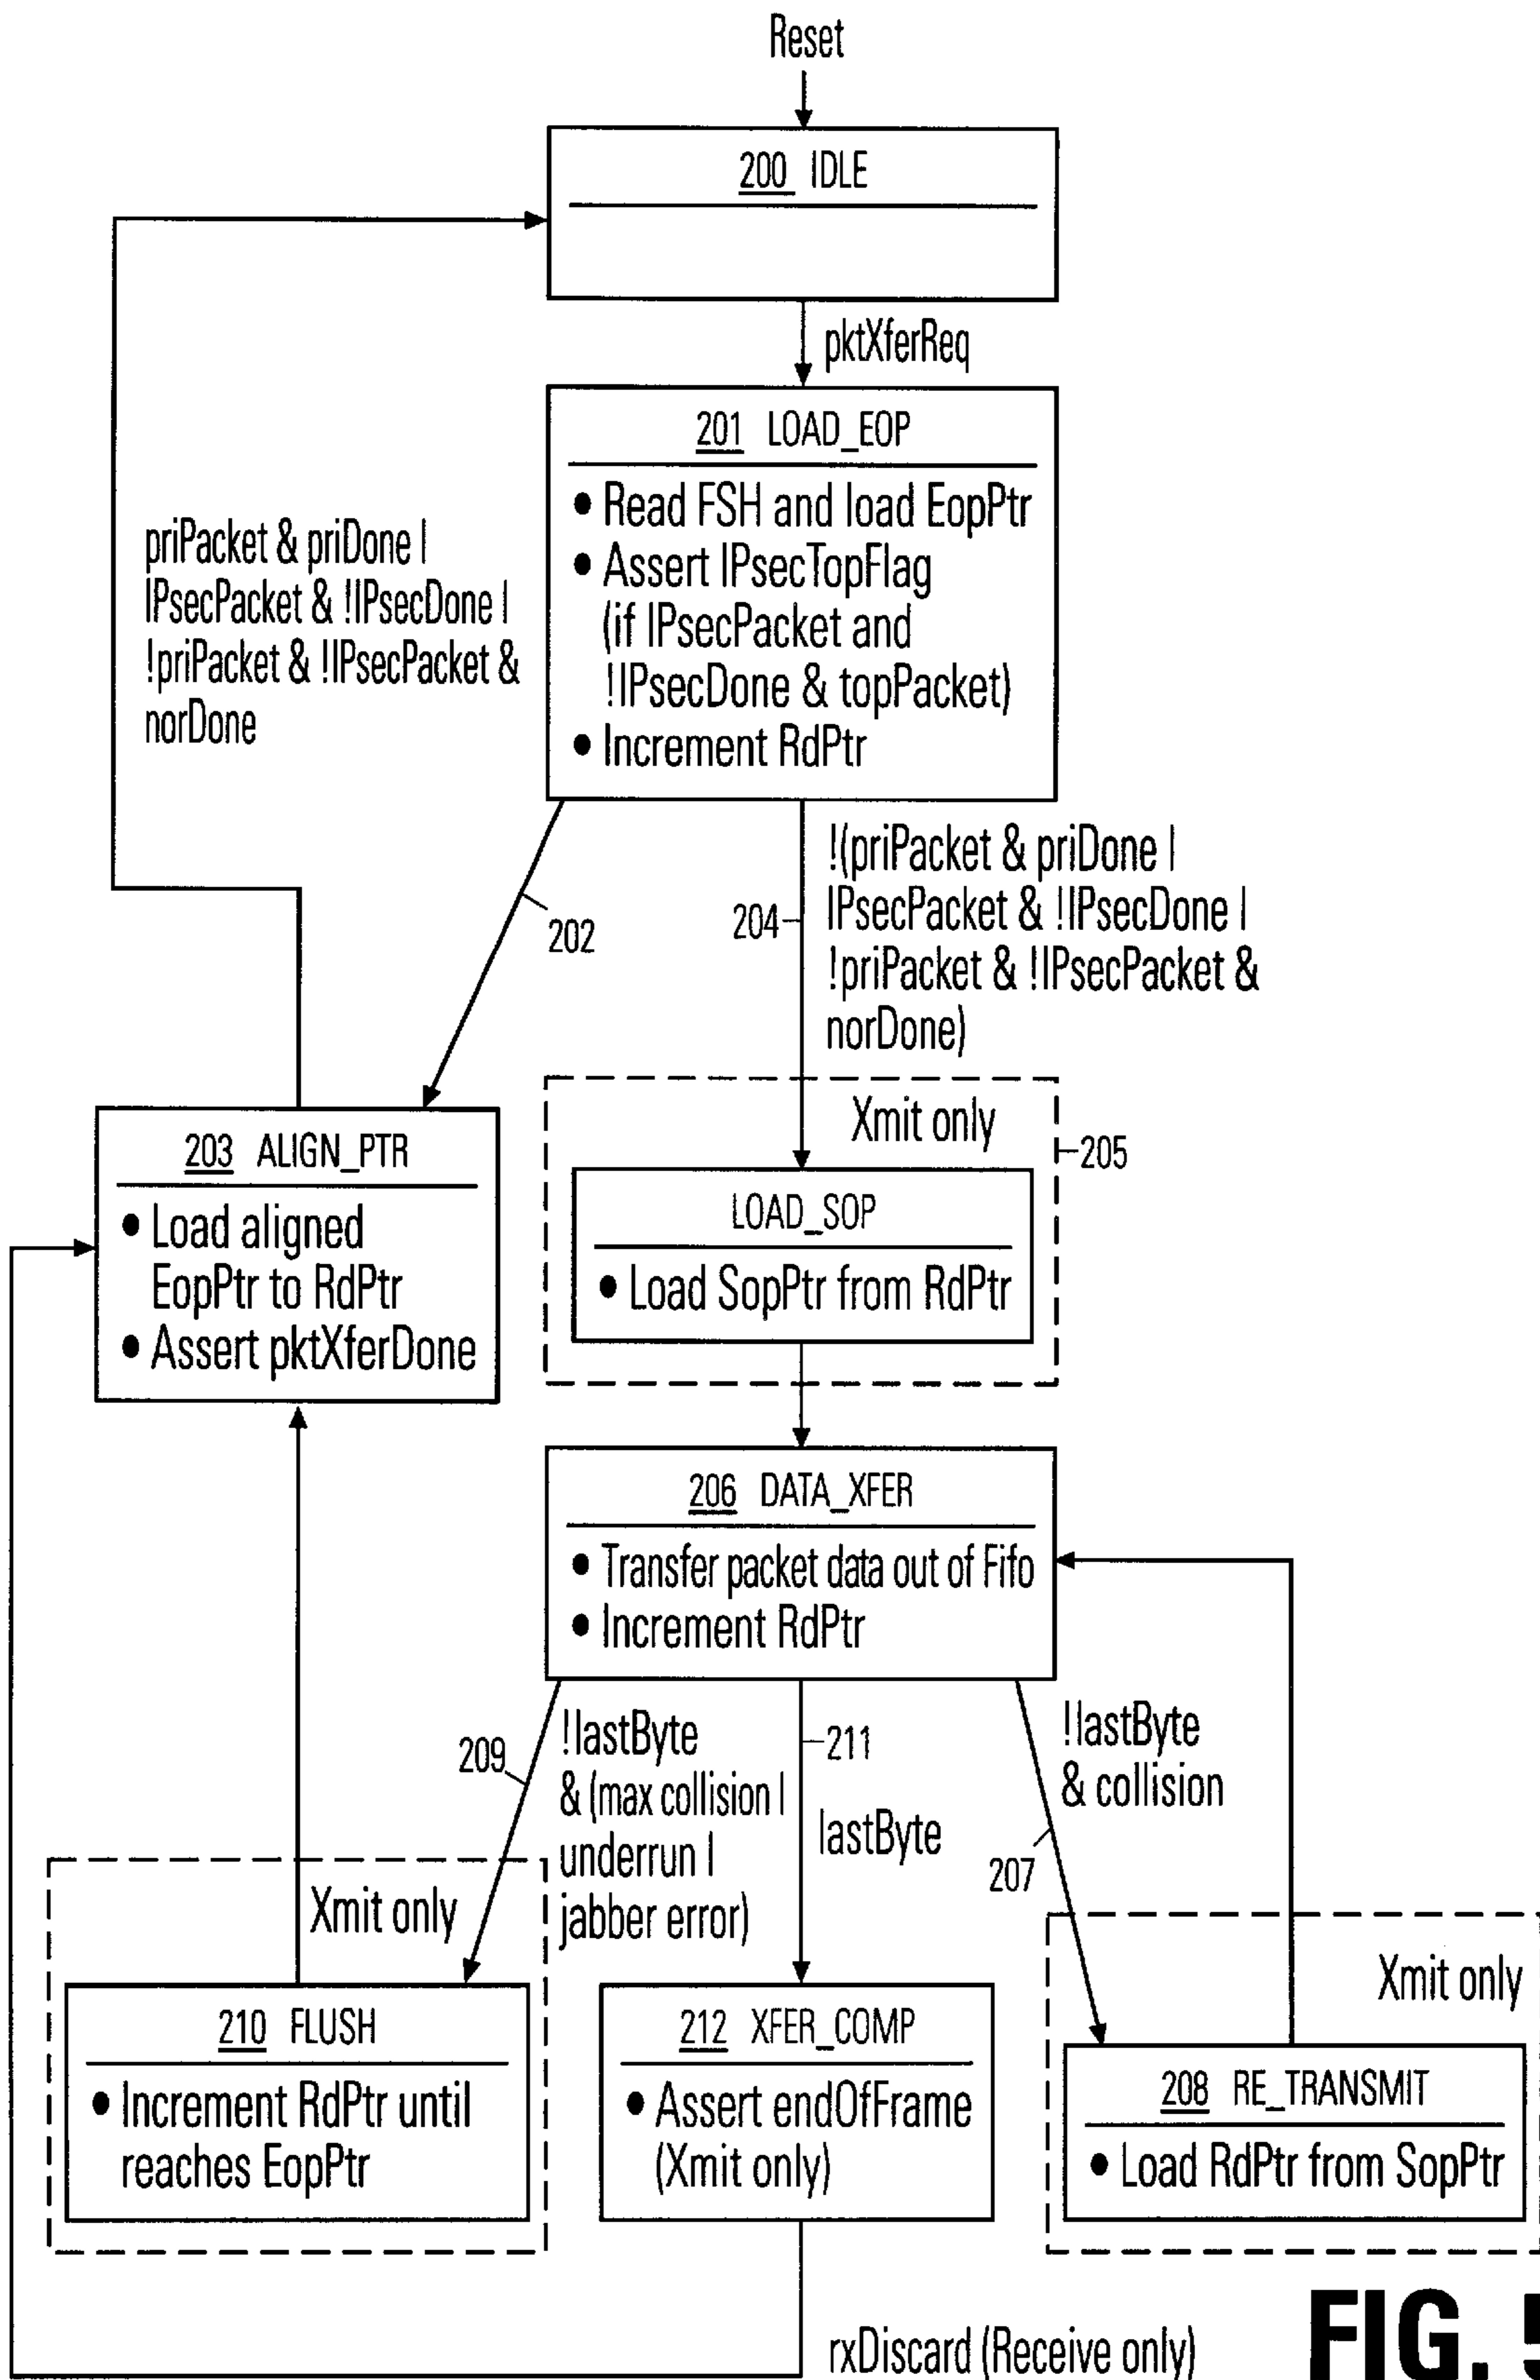 Reset
200 IDLE
pktXferReq
201 LOAD_EOP
• Read FSH and load EopPtr
• Assert IPsecTopFlag
(if IPsecPacket and
!IPsecDone & topPacket)
• Increment RdPtr
priPacket & priDone |
IPsecPacket & !IPsecDone |
!priPacket & !IPsecPacket &
norDone
202
204
!(priPacket & priDone |
IPsecPacket & !IPsecDone |
!priPacket & !IPsecPacket &
norDone)
203 ALIGN_PTR
• Load aligned
EopPtr to RdPtr
• Assert pktXferDone
Xmit only
205
LOAD_SOP
• Load SopPtr from RdPtr
206 DATA_XFER
• Transfer packet data out of Fifo
• Increment RdPtr
209
!lastByte
& (max collision |
underrun |
jabber error)
211
lastByte
!lastByte
& collision
207
Xmit only
210 FLUSH
• Increment RdPtr until
reaches EopPtr
212 XFER_COMP
• Assert endOfFrame
(Xmit only)
Xmit only
208 RE_TRANSMIT
• Load RdPtr from SopPtr
rxDiscard (Receive only)
FIG. 5